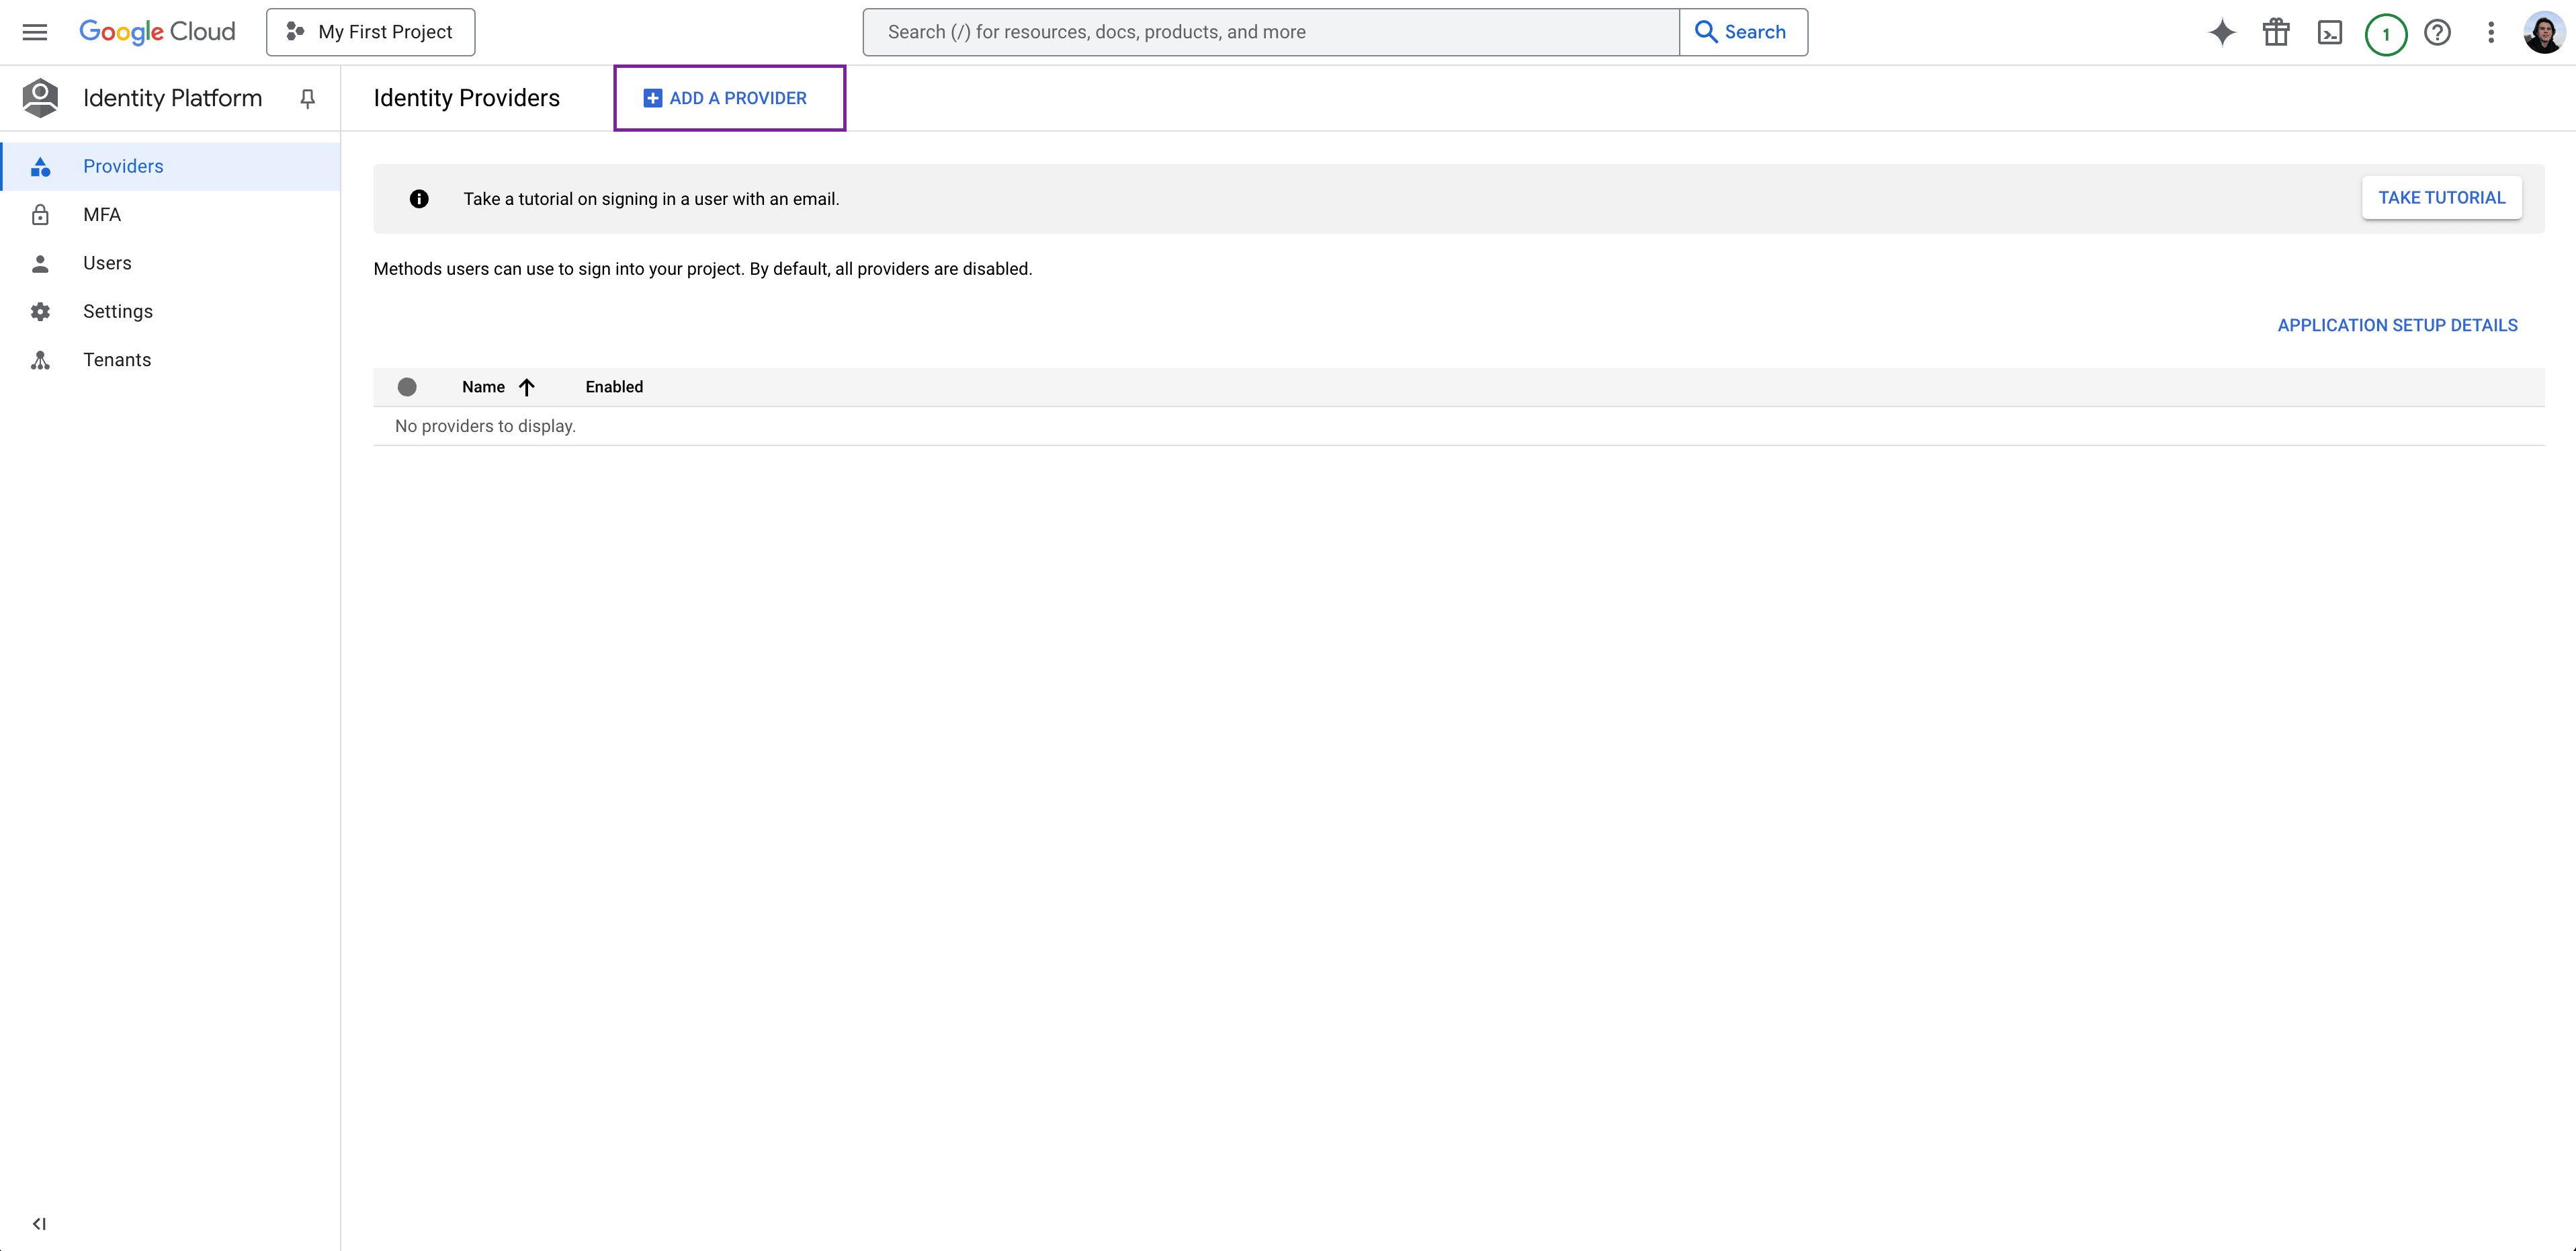 Google Cloud
My First Project
Search (/) for resources, docs, products, and more
Search
1
Identity Platform
Identity Providers
ADD A PROVIDER
Providers
MFA
Users
Settings
Tenants
Take a tutorial on signing in a user with an email.
TAKE TUTORIAL
Methods users can use to sign into your project. By default, all providers are disabled.
APPLICATION SETUP DETAILS
Name Enabled
No providers to display.